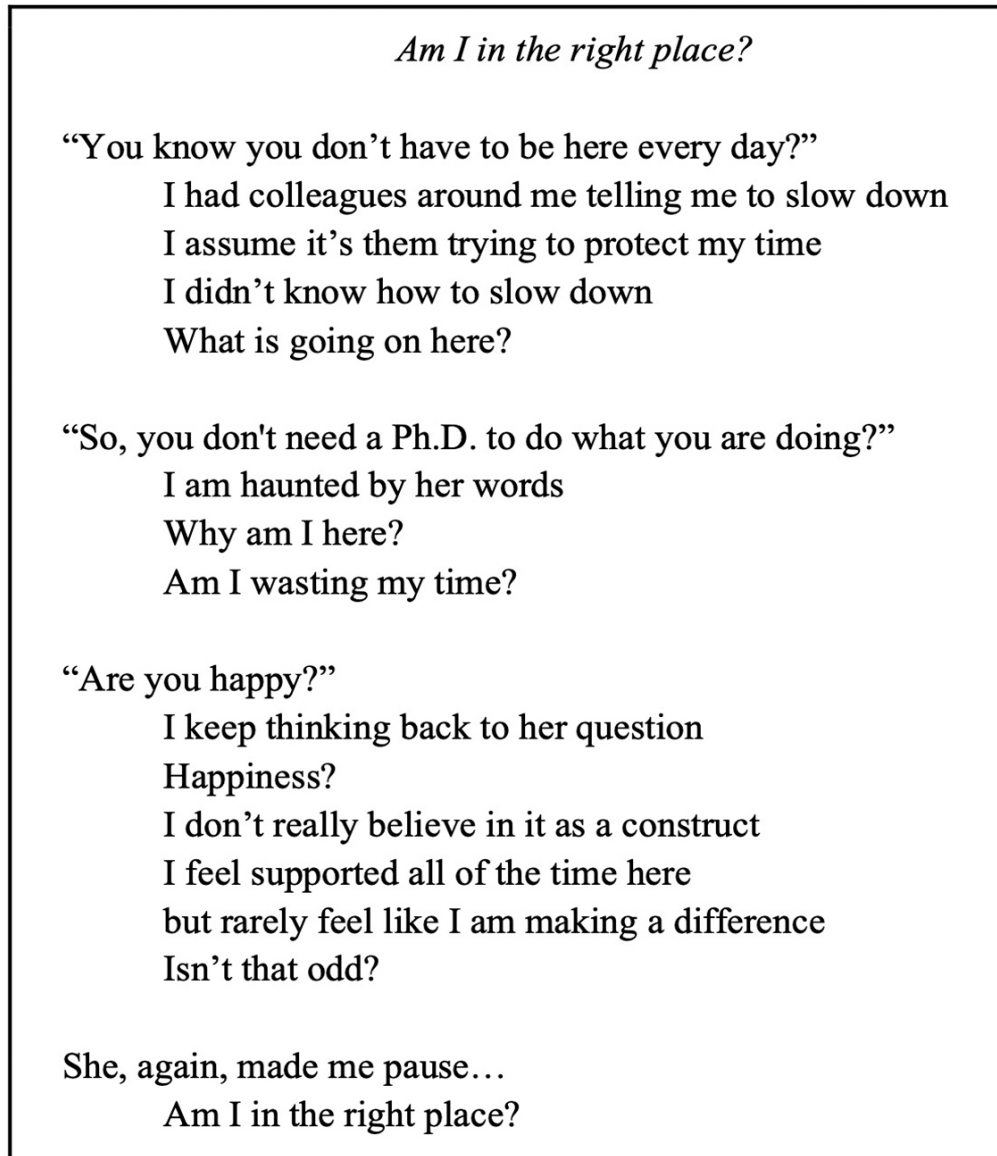 Am I in the right place?
“You know you don’t have to be here every day?”
I had colleagues around me telling me to slow down
I assume it’s them trying to protect my time
I didn’t know how to slow down
What is going on here?
“So, you don't need a Ph.D. to do what you are doing?”
I am haunted by her words
Why am I here?
Am I wasting my time?
“Are you happy?”
I keep thinking back to her question
Happiness?
I don’t really believe in it as a construct
I feel supported all of the time here
but rarely feel like I am making a difference
Isn’t that odd?
She, again, made me pause…
Am I in the right place?